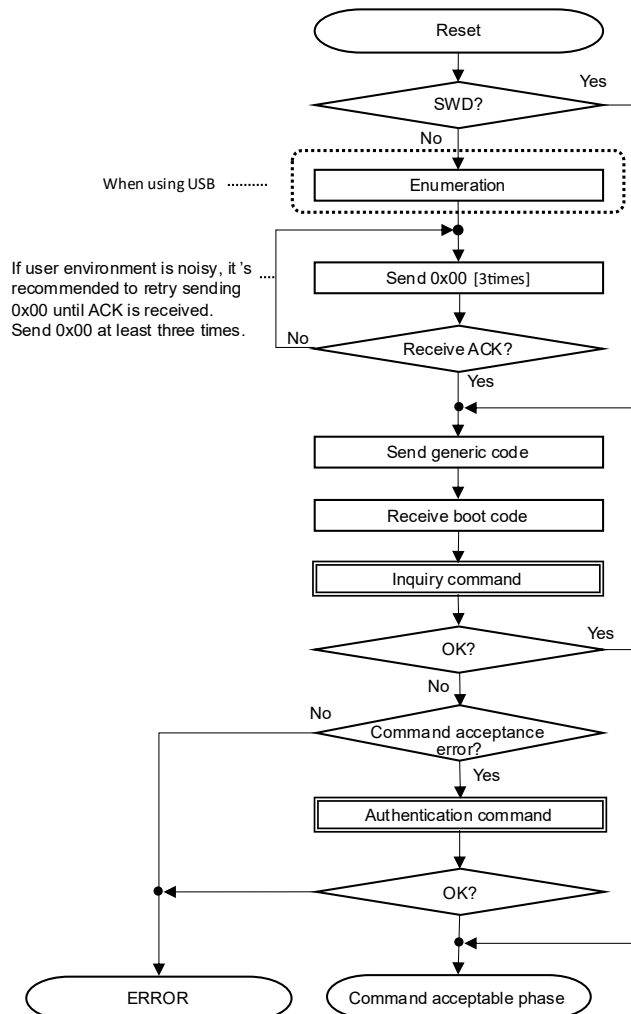 Reset
Yes
SWD?
No
When using USB
Enumeration
If user environment is noisy, it's
recommended to retry sending
0x00 until ACK is received.
Send 0x00 at least three times.
Send 0x00 [3times]
No
Receive ACK?
Yes
Send generic code
Receive boot code
Inquiry command
Yes
OK?
No
No
Command acceptance
error?
Yes
Authentication command
OK?
ERROR
Command acceptable phase